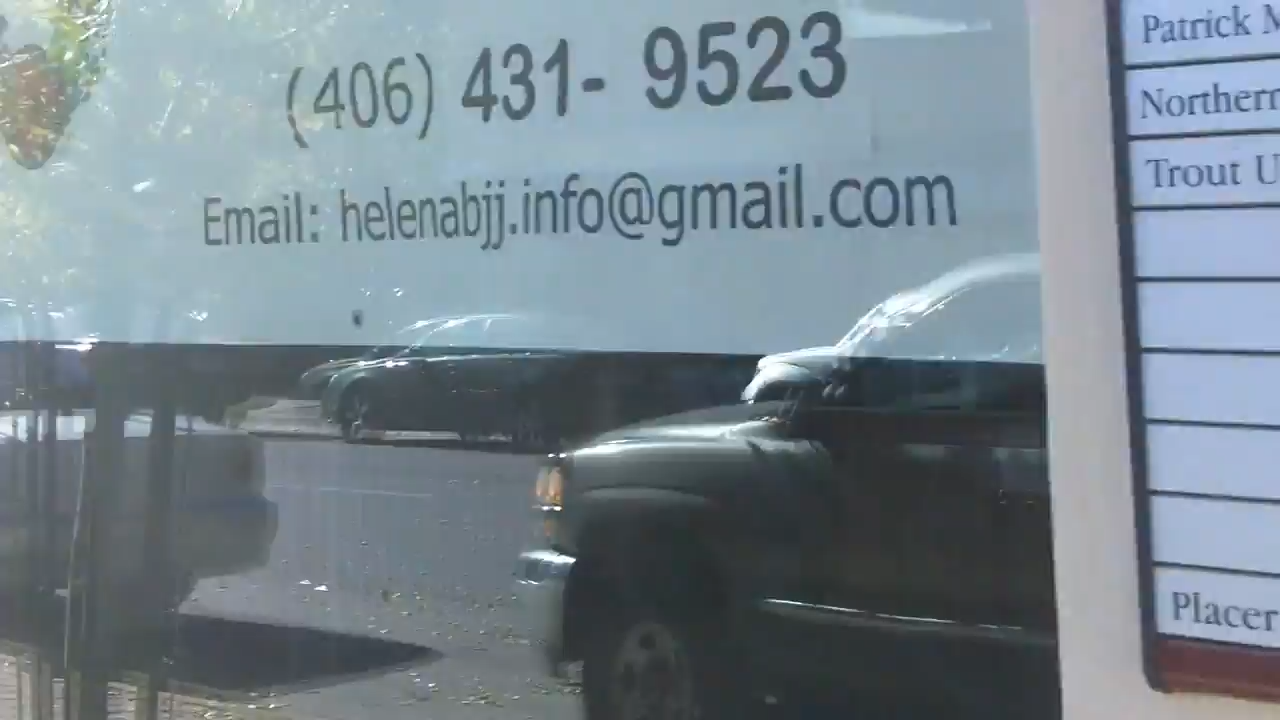 (406) 431- 9523
Email: helenabjj.info@gmail.com
Patrick M
Northern
Trout U
Placer